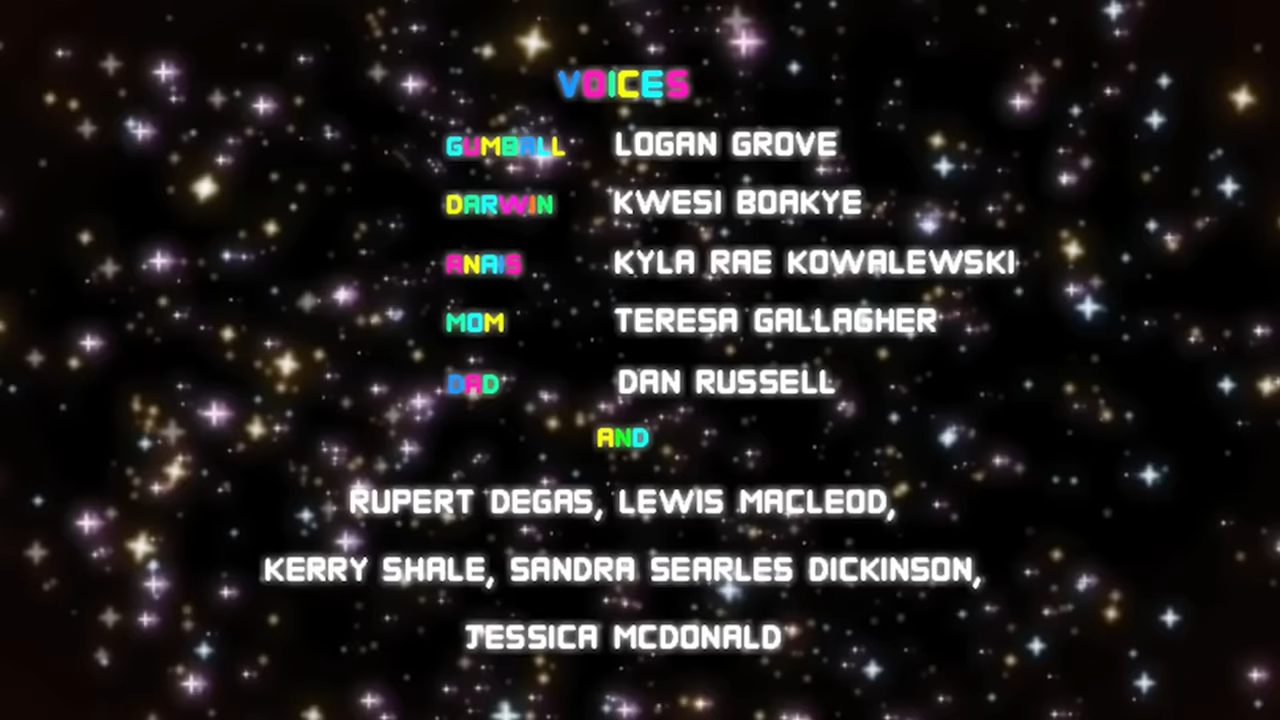 VOICES
GUMBALL LOGAN GROVE
DARWIN KWESI BOAKYE
ANAIS KYLA RAE KOWALEWSKI
MOM TERESA GALLAGHER
DAD DAN RUSSELL
AND
RUPERT DEGAS, LEWIS MACLEOD,
KERRY SHALE, SANDRA SEARLES DICKINSON,
JESSICA MCDONALD